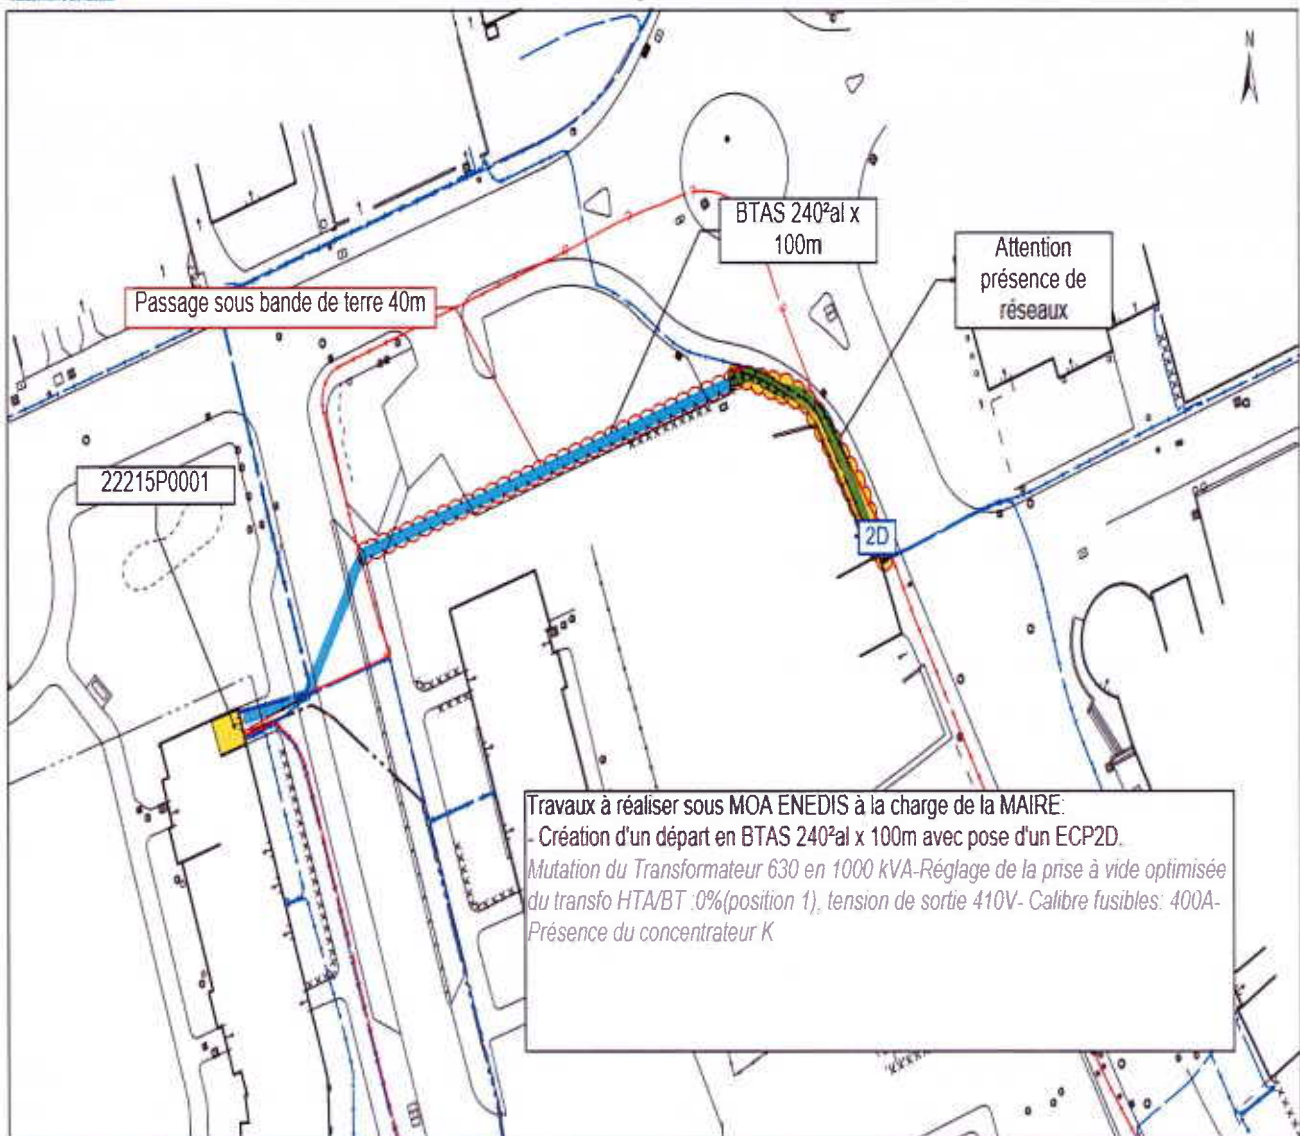 N
BTAS 240²al x
100m
Attention
présence de
réseaux
Passage sous bande de terre 40m
22215P0001
2D
Travaux à réaliser sous MOA ENEDIS à la charge de la MAIRE:
- Création d'un départ en BTAS 240²al x 100m avec pose d'un ECP2D.
Mutation du Transformateur 630 en 1000 kVA-Réglage de la prise à vide optimisée
du transfo HTA/BT :0%(position 1), tension de sortie 410V- Calibre fusibles: 400A-
Présence du concentrateur K